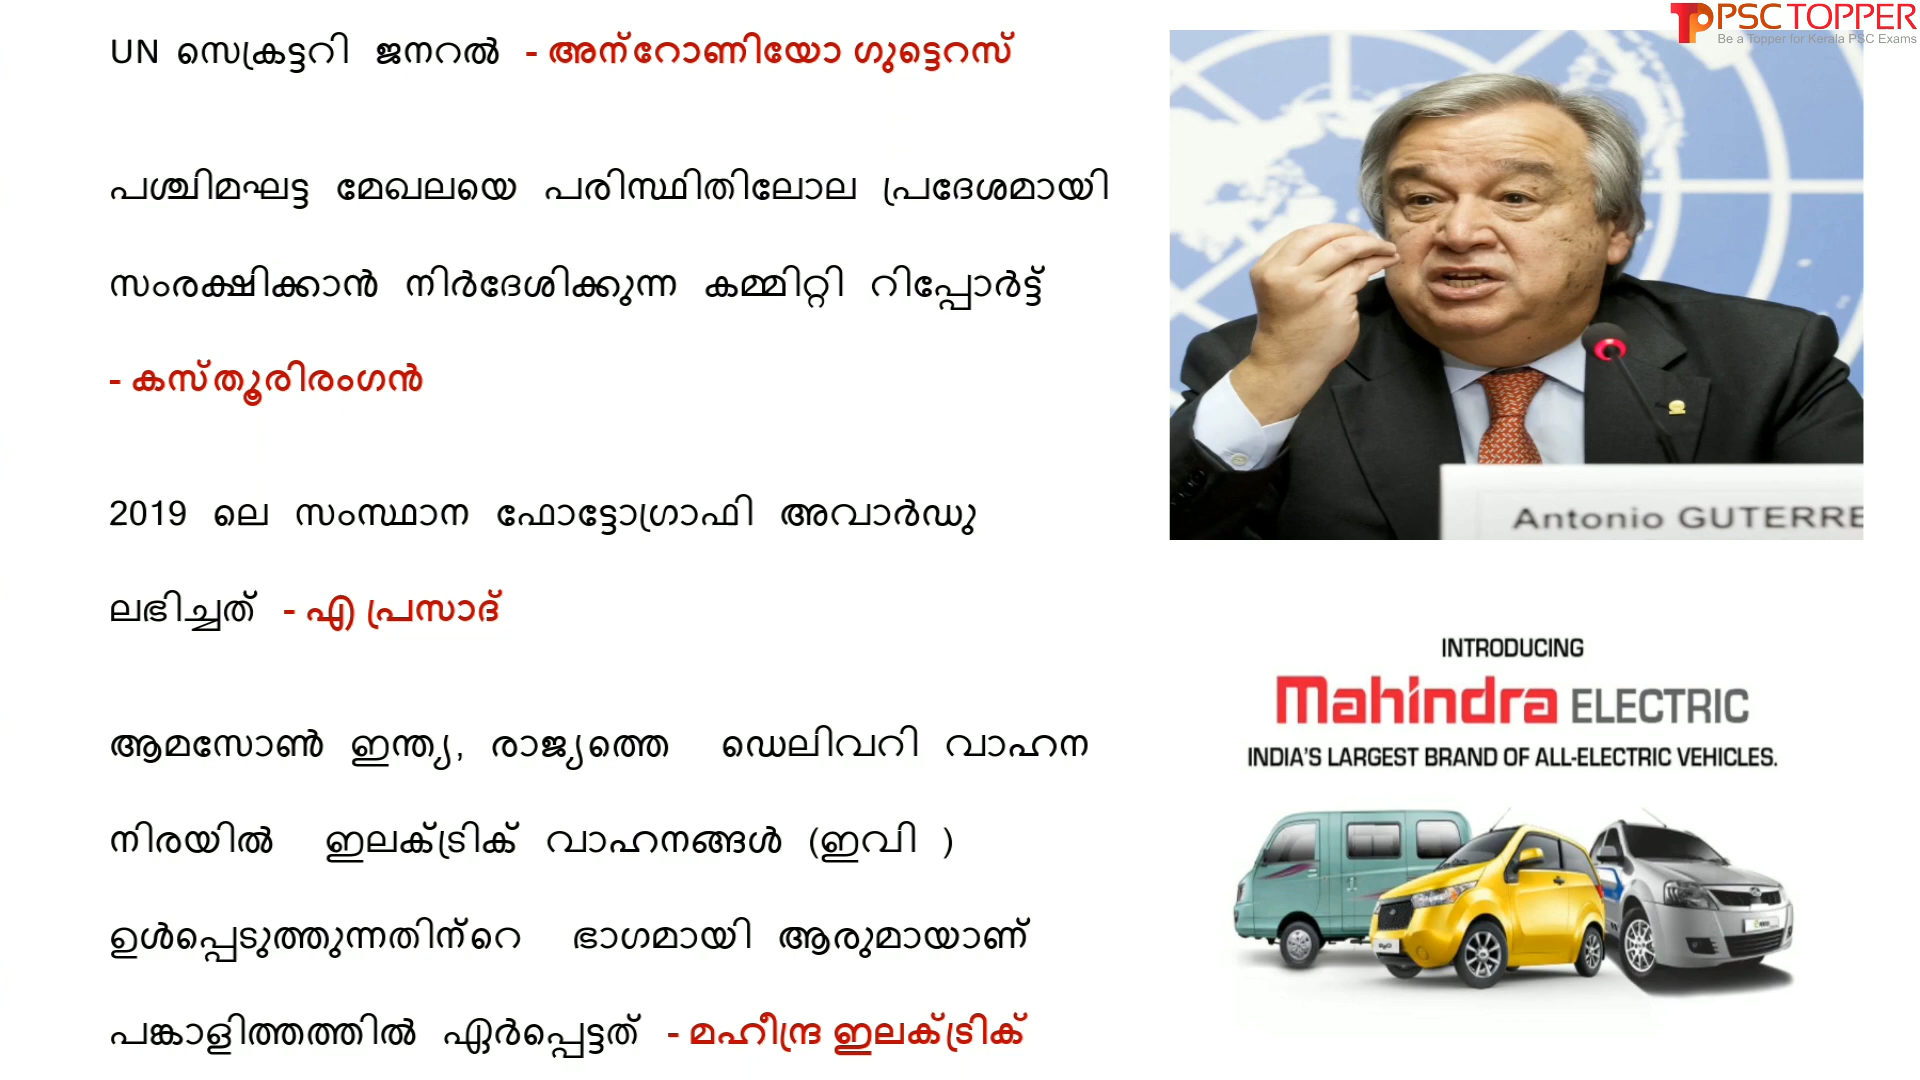 PSC TOPPER
Be a Topper for Kerala PSC Exams
UN സെക്രട്ടറി ജനറൽ - അന്റോണിയോ ഗുട്ടെറസ്
പശ്ചിമഘട്ട മേഖലയെ പരിസ്ഥിതിലോല പ്രദേശമായി
സംരക്ഷിക്കാൻ നിർദേശിക്കുന്ന കമ്മിറ്റി റിപ്പോർട്ട്
- കസ്തൂരിരംഗൻ
2019 ലെ സംസ്ഥാന ഫോട്ടോഗ്രാഫി അവാർഡു
ലഭിച്ചത് - എ പ്രസാദ്
ആമസോൺ ഇന്ത്യ, രാജ്യത്തെ ഡെലിവറി വാഹന
നിരയിൽ ഇലക്ട്രിക് വാഹനങ്ങൾ (ഇവി )
ഉൾപ്പെടുത്തുന്നതിന്റെ ഭാഗമായി ആരുമായാണ്
പങ്കാളിത്തത്തിൽ ഏർപ്പെട്ടത് - മഹീന്ദ്ര ഇലക്ട്രിക്
Antonio GUTERRE
INTRODUCING
Mahindra ELECTRIC
INDIA'S LARGEST BRAND OF ALL-ELECTRIC VEHICLES.